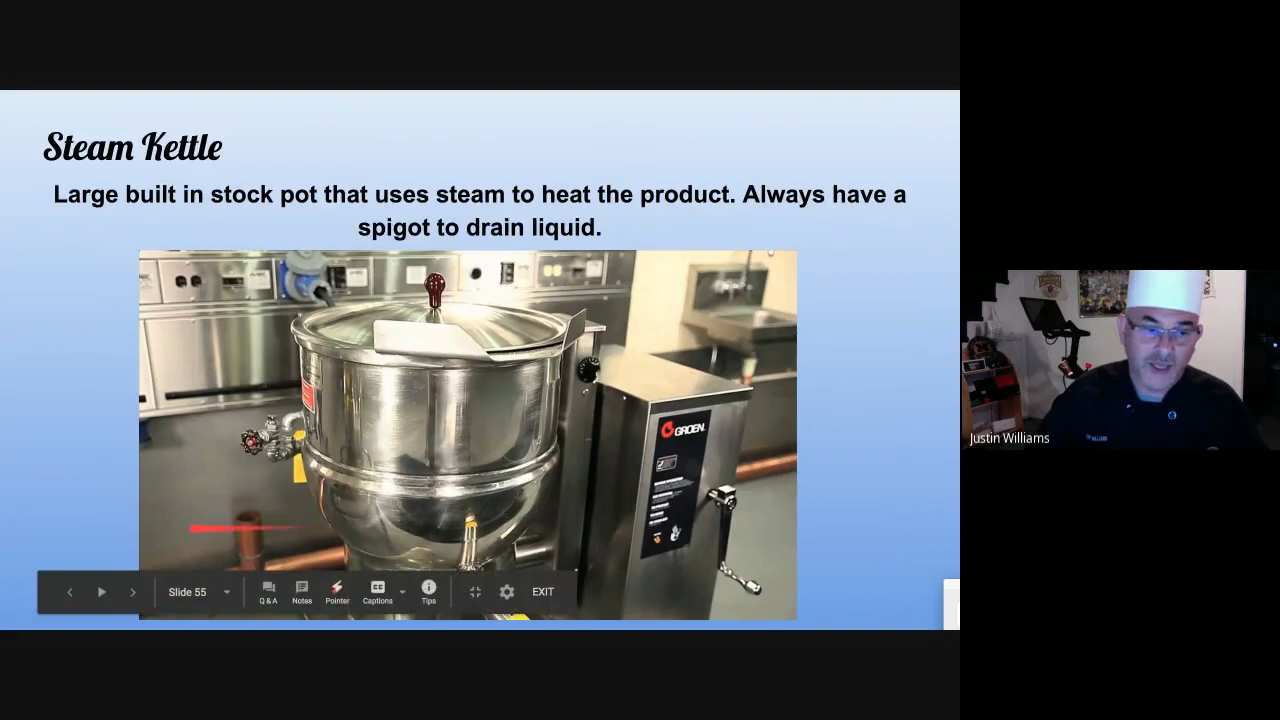 Steam Kettle
Large built in stock pot that uses steam to heat the product. Always have a
spigot to drain liquid.
GROEN
Justin Williams
Slide 55
Q & A
Notes
Pointer
Captions
Tips
EXIT